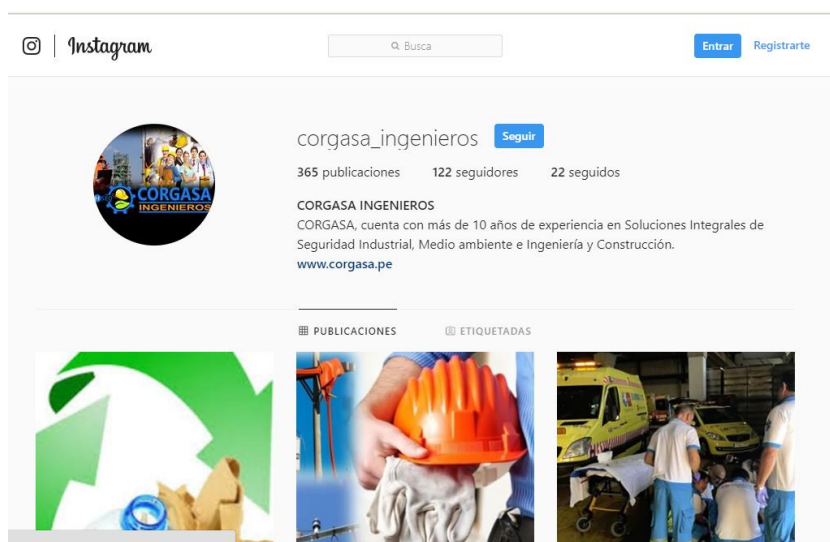 Instagram
Busca
Entrar
Registrarte
corgasa_ingenieros
Seguir
365 publicaciones 122 seguidores 22 seguidos
CORGASA INGENIEROS
CORGASA, cuenta con más de 10 años de experiencia en Soluciones Integrales de
Seguridad Industrial, Medio ambiente e Ingeniería y Construcción.
www.corgasa.pe
CORGASA
INGENIEROS
PUBLICACIONES
ETIQUETADAS